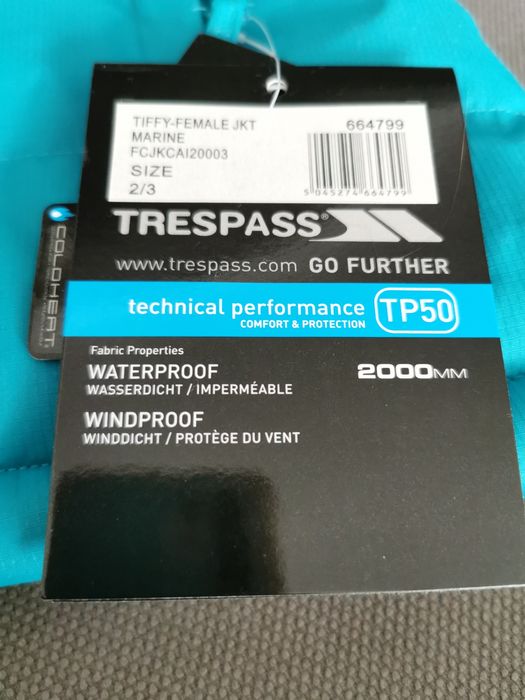 TIFFY-FEMALE JKT
MARINE
FCJKCAI20003
SIZE
2/3
664799
5 045274 664799
TRESPASS®
www.trespass.com GO FURTHER
technical performance TP50
COMFORT & PROTECTION
Fabric Properties
WATERPROOF 2000MM
WASSERDICHT / IMPERMÉABLE
WINDPROOF
WINDDICHT / PROTÈGE DU VENT
COLDHEAT